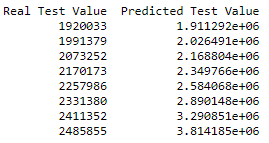 Real Test Value Predicted Test Value
1920033 1.911292e+06
1991379 2.026491e+06
2073252 2.168804e+06
2170173 2.349766e+06
2257986 2.584068e+06
2331380 2.890148e+06
2411352 3.290851e+06
2485855 3.814185e+06